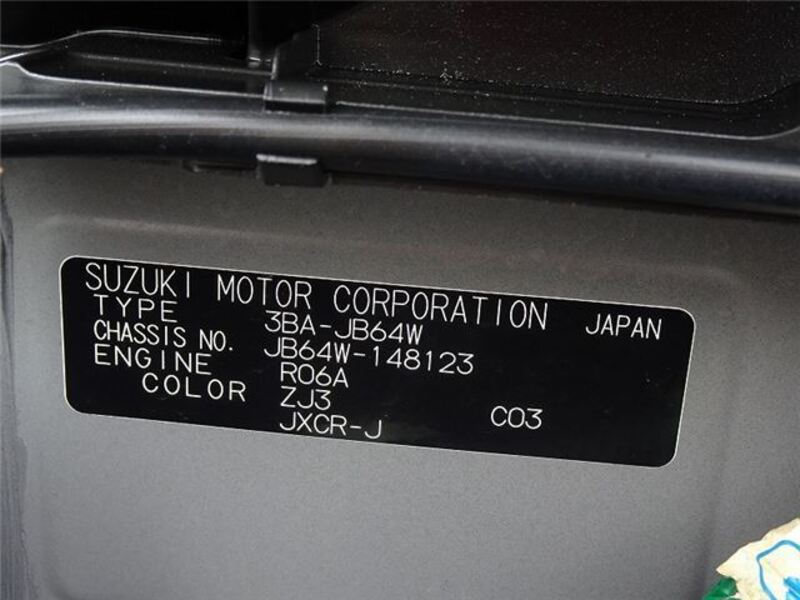 SUZUKI MOTOR CORPORATION JAPAN
TYPE 3BA-JB64W
CHASSIS NO. JB64W-148123
ENGINE R06A
COLOR ZJ3 C03
JXCR-J